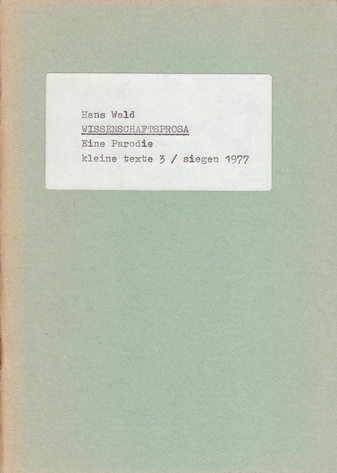 Hans Wald
WISSENSCHAFTSPROSA
Eine Parodie
kleine texte 3 / siegen 1977